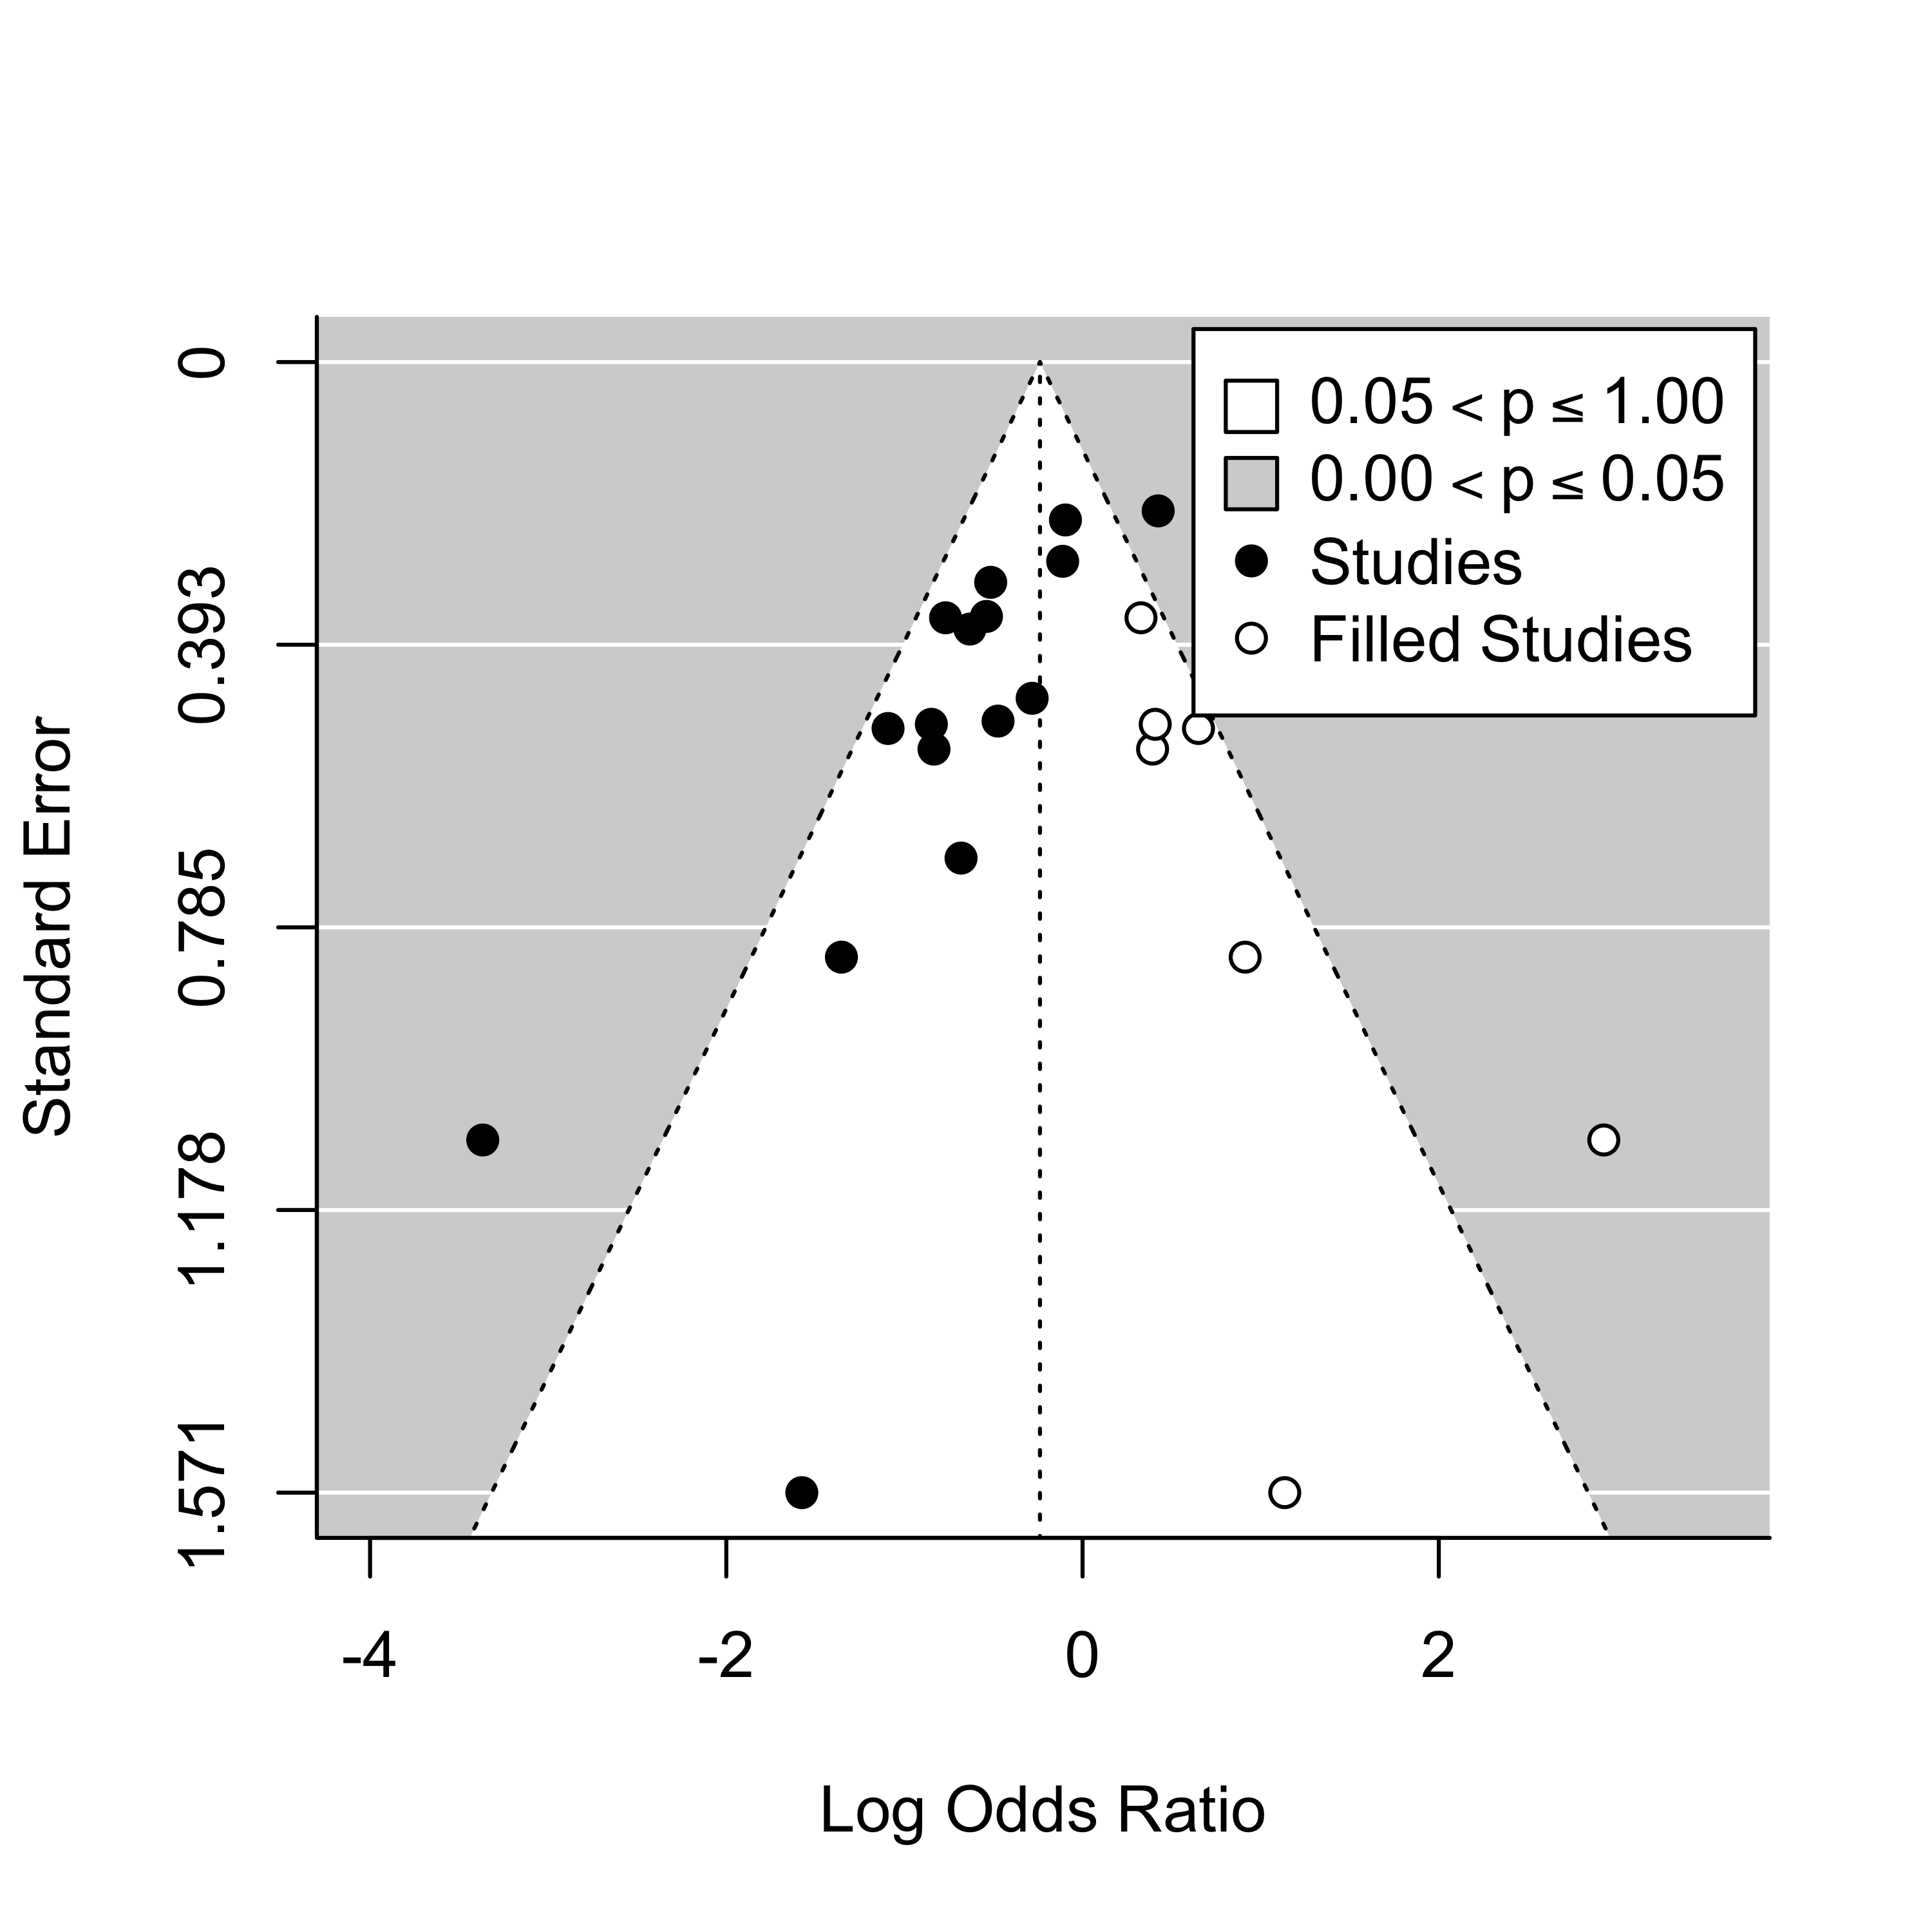 0.05 < p ≤ 1.00
0.00 < p ≤ 0.05
Studies
Filled Studies
Standard Error
0
0.393
0.785
1.178
1.571
-4
-2
0
2
Log Odds Ratio